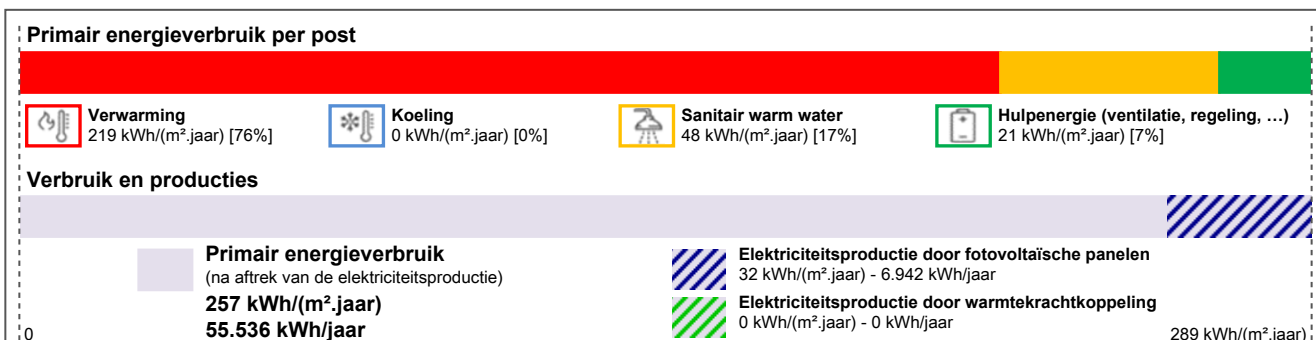 Primair energieverbruik per post
Verwarming
219 kWh/(m².jaar) [76%]
Koeling
0 kWh/(m².jaar) [0%]
Sanitair warm water
48 kWh/(m².jaar) [17%]
Hulpenergie (ventilatie, regeling, …)
21 kWh/(m².jaar) [7%]
Verbruik en producties
Primair energieverbruik
(na aftrek van de elektriciteitsproductie)
257 kWh/(m².jaar)
55.536 kWh/jaar
Elektriciteitsproductie door fotovoltaïsche panelen
32 kWh/(m².jaar) - 6.942 kWh/jaar
Elektriciteitsproductie door warmtekrachtkoppeling
0 kWh/(m².jaar) - 0 kWh/jaar
0
289 kWh/(m².jaar)